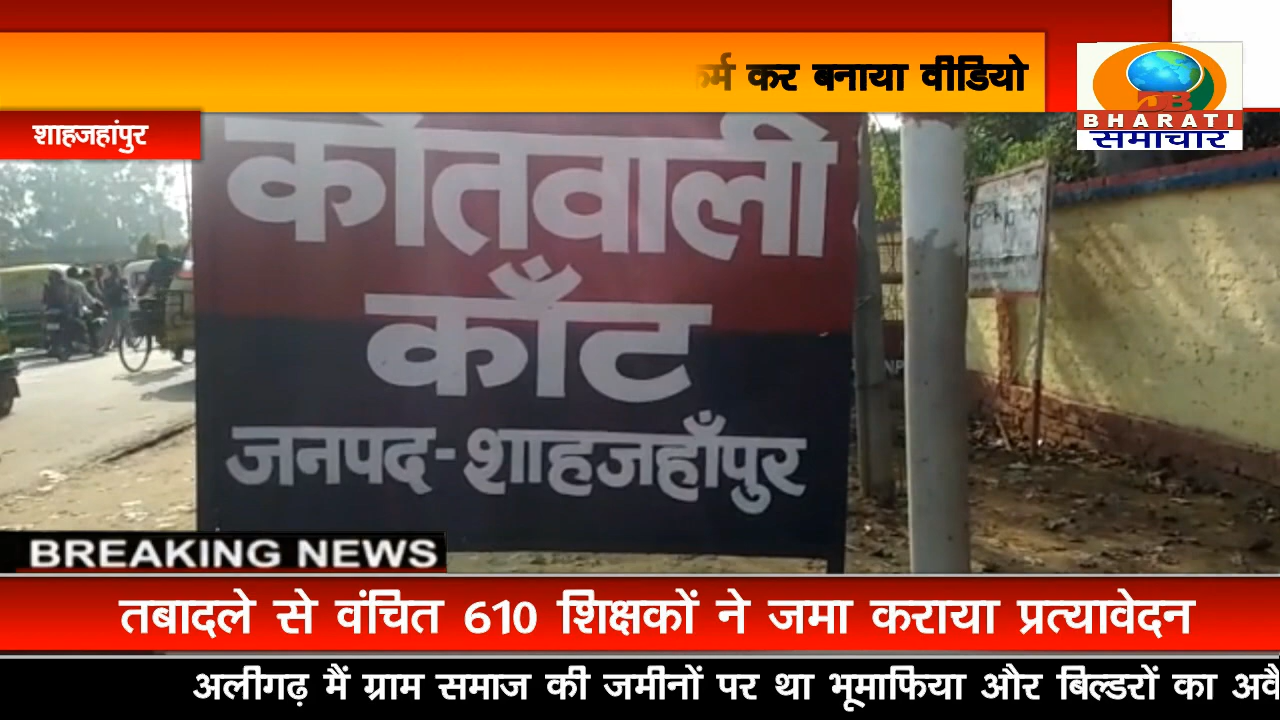 कर बनाया वीडियो
BHARATI
समाचार
शाहजहांपुर
कोतवाली
काँट
जनपद-शाहजहाँपुर
BREAKING NEWS
तबादले से वंचित 610 शिक्षकों ने जमा कराया प्रत्यावेदन
अलीगढ़ मैं ग्राम समाज की जमीनों पर था भूमाफिया और बिल्डरों का